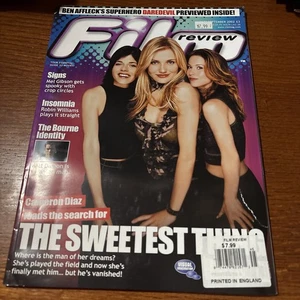 BEN AFFLECK'S SUPERHERO DAREDEVIL PREVIEWED INSIDE!
Film
review
Signs
Mel Gibson gets
spooky with
crop circles
Insomnia
Robin Williams
plays it straight
The Bourne
Identity
Cameron Diaz
leads the search for
THE SWEETEST THING
Where is the man of her dreams?
She's played the field and now she's
finally met him... but he's vanished!
FILM REVIEW
$7.99
PRINTED IN ENGLAND